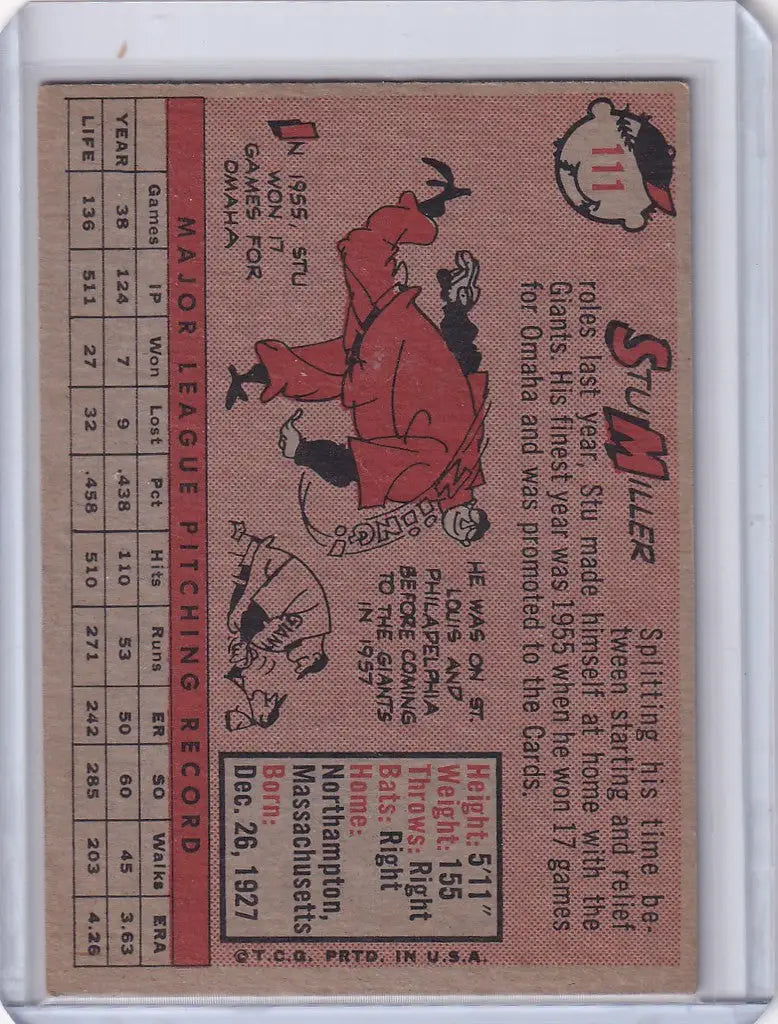 111
STU MILLER
Splitting his time be-
tween starting and relief
roles last year, Stu made himself at home with the
Giants. His finest year was 1955 when he won 17 games
for Omaha and was promoted to the Cards.
IN 1955, STU
WON 17
GAMES FOR
OMAHA
ZING
HE WAS ON ST.
LOUIS AND
PHILADELPHIA
BEFORE COMING
TO THE GIANTS
IN 1957
GIANTS
Height: 5'11"
Weight: 155
Throws: Right
Bats: Right
Home:
Northampton,
Massachusetts
Born:
Dec. 26, 1927
©T.C.G. PRTD. IN U.S.A.
MAJOR LEAGUE PITCHING RECORD
Games IP Won Lost Pct Hits Runs ER SO Walks ERA
YEAR 38 124 7 9 .438 110 53 50 60 45 3.63
LIFE 136 511 27 32 .458 510 271 242 285 203 4.26